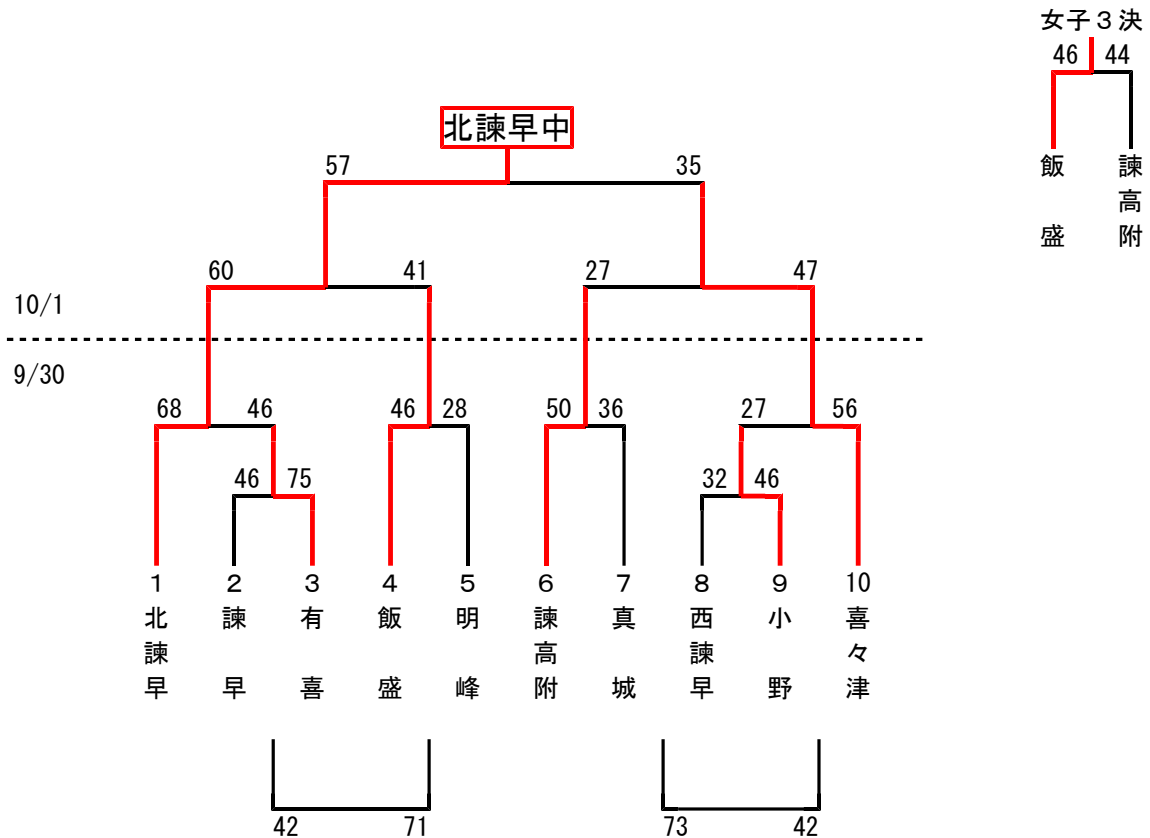 女子３決
46 44
飯盛
諫高附
北諫早中
57 35
60 41 27 47
10/1
9/30
68 46 46 28 50 36 27 56
46 75 32 46
１ ２ ３ ４ ５ ６ ７ ８ ９ 10
北諫早
諫早
有喜
飯盛
明峰
諫高附
真城
西諫早
小野
喜々津
42 71 73 42